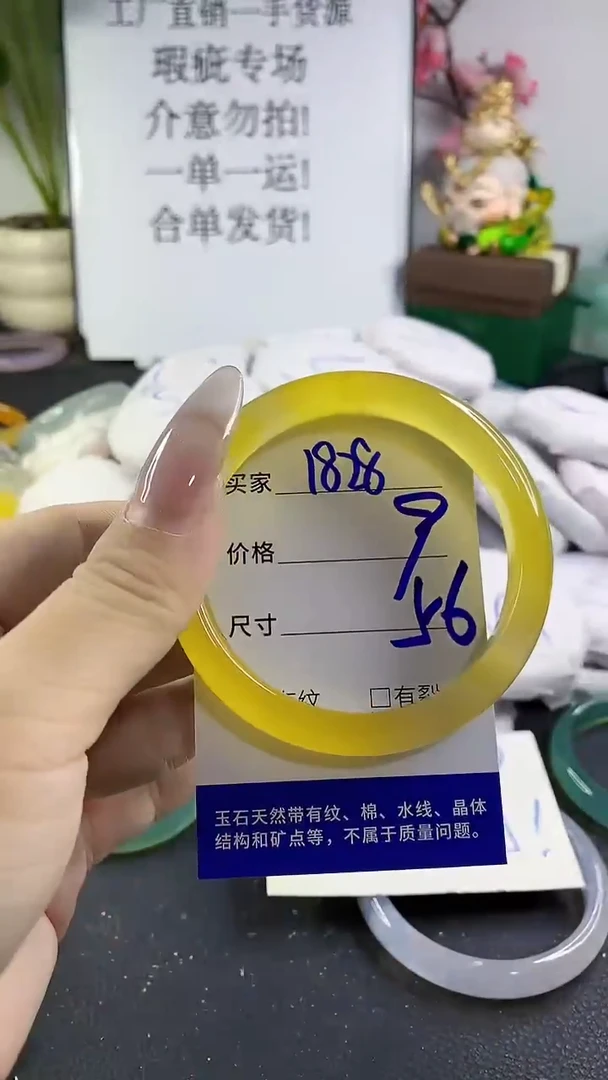 工厂直销一手货源
瑕疵专场
介意勿拍!
一单一运!
合单发货!
买家 1856
价格 9
尺寸 56
纹 □有裂
玉石天然带有纹、棉、水线、晶体
结构和矿点等，不属于质量问题。